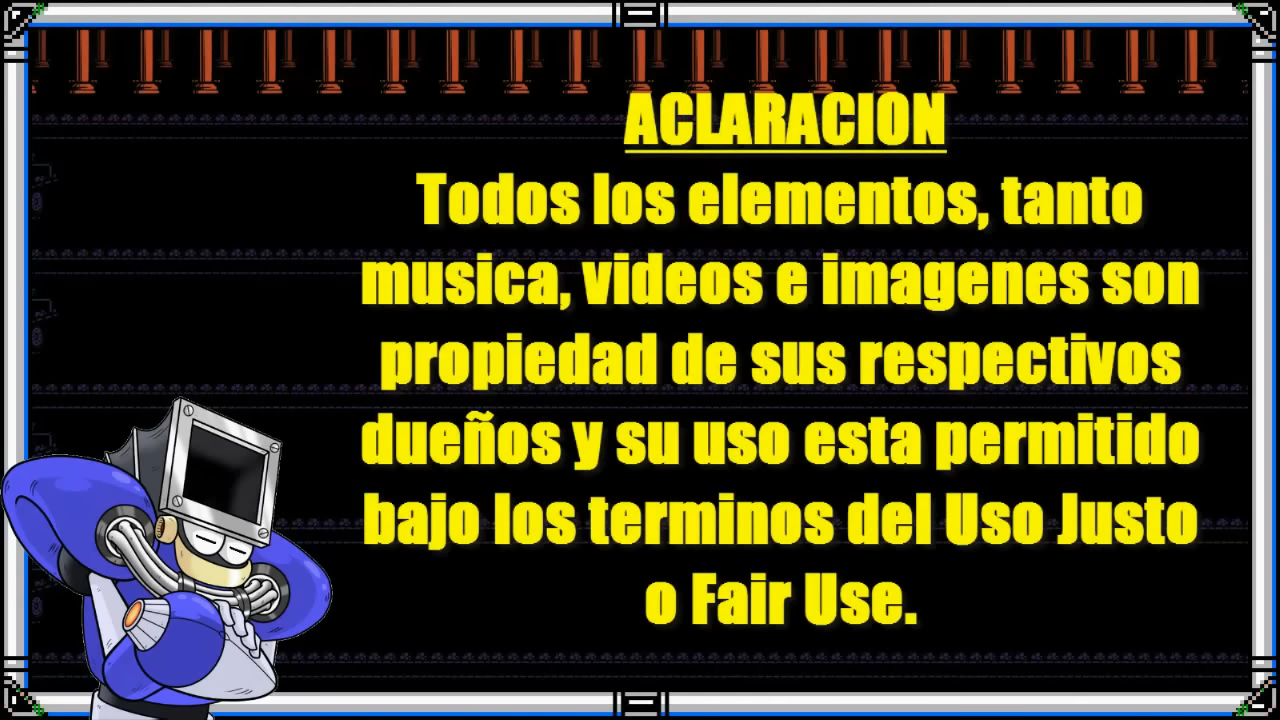 ACLARACION
Todos los elementos, tanto
musica, videos e imagenes son
propiedad de sus respectivos
dueños y su uso esta permitido
bajo los terminos del Uso Justo
o Fair Use.